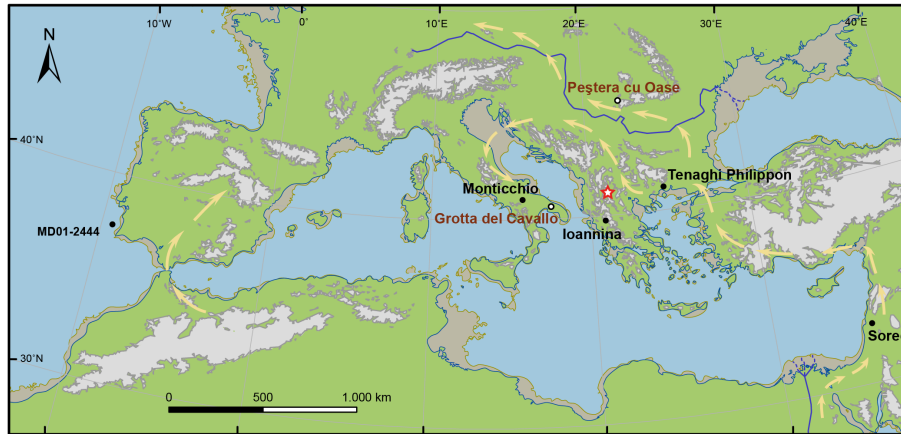 10°W
0°
10°E
20°E
30°E
40°E
N
40°N
30°N
Peştera cu Oase
Tenaghi Philippon
Monticchio
Grotta del Cavallo
Ioannina
MD01-2444
Sore
0 500 1.000 km